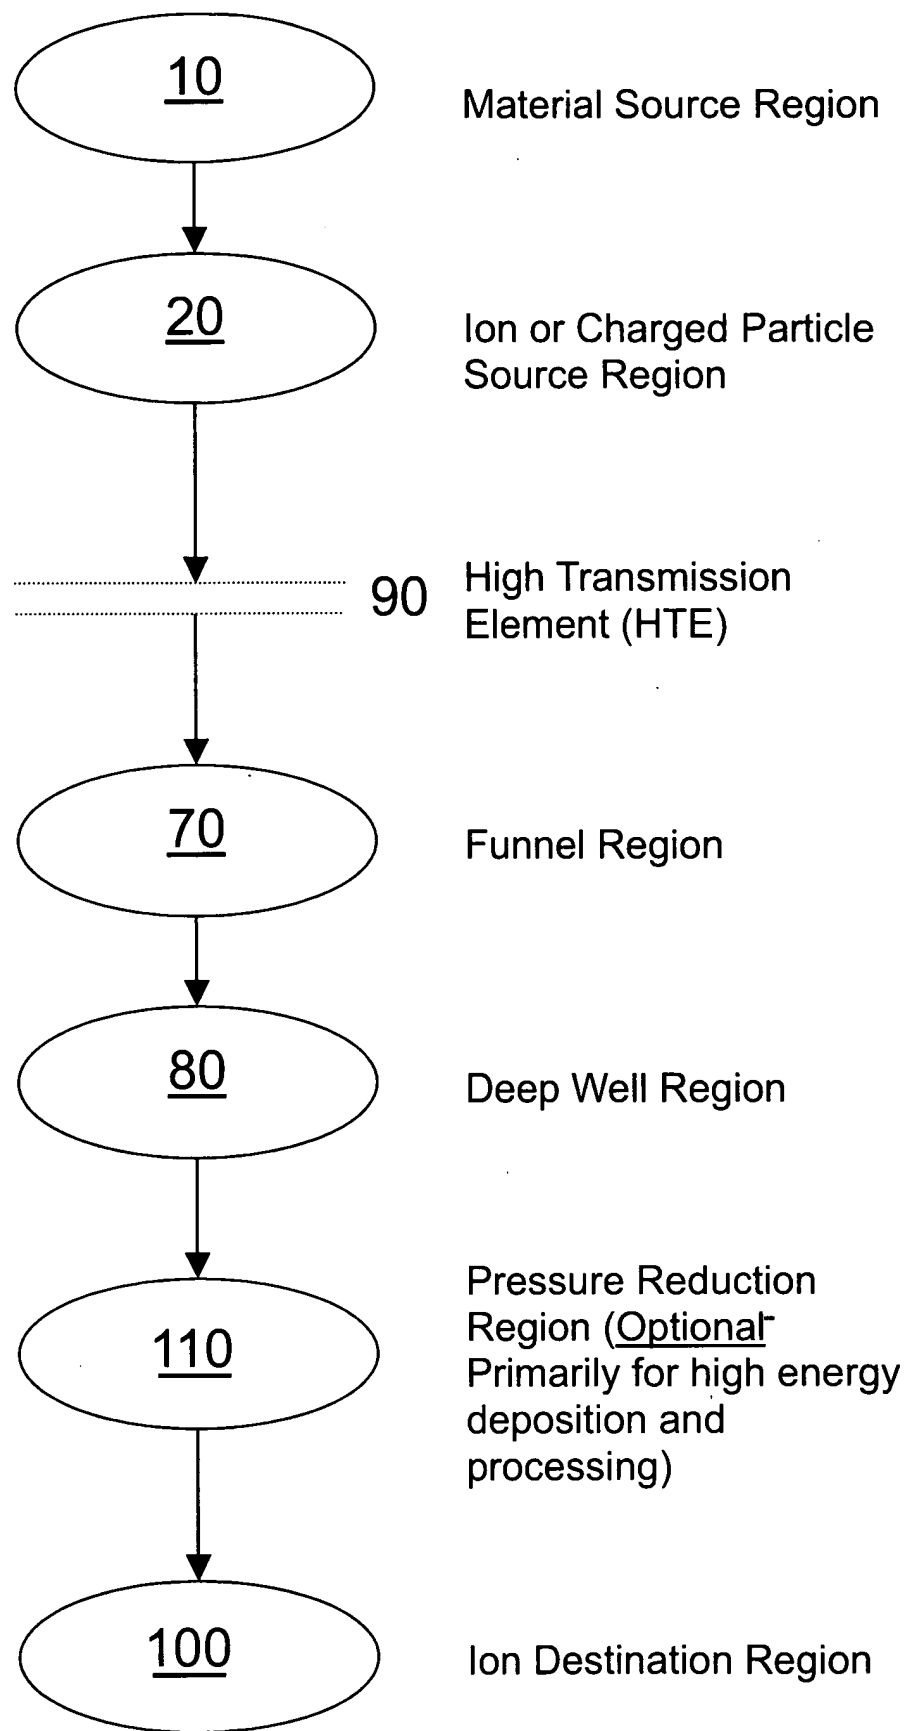 10
Material Source Region
20
Ion or Charged Particle
Source Region
90
High Transmission
Element (HTE)
70
Funnel Region
80
Deep Well Region
110
Pressure Reduction
Region (Optional-
Primarily for high energy
deposition and
processing)
100
Ion Destination Region